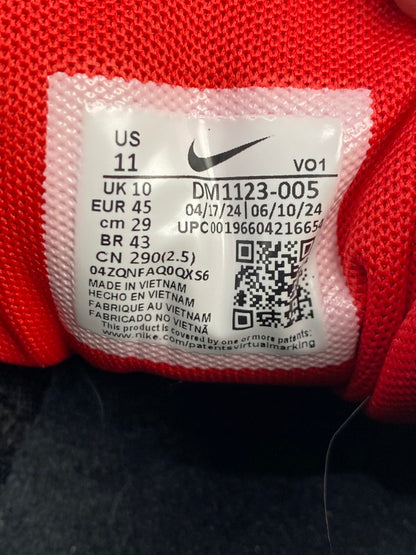 US
11
VO1
UK 10
DM1123-005
EUR 45
04/17/24 | 06/10/24
cm 29
BR 43
CN 290(2.5)
04ZQNFAQ0QXS6
MADE IN VIETNAM
HECHO EN VIETNAM
FABRIQUE AU VIETNAM
FABRICADO NO VIETNÃ
This product is covered by one or more patents:
www.nike.com/patentsvirtualmarking